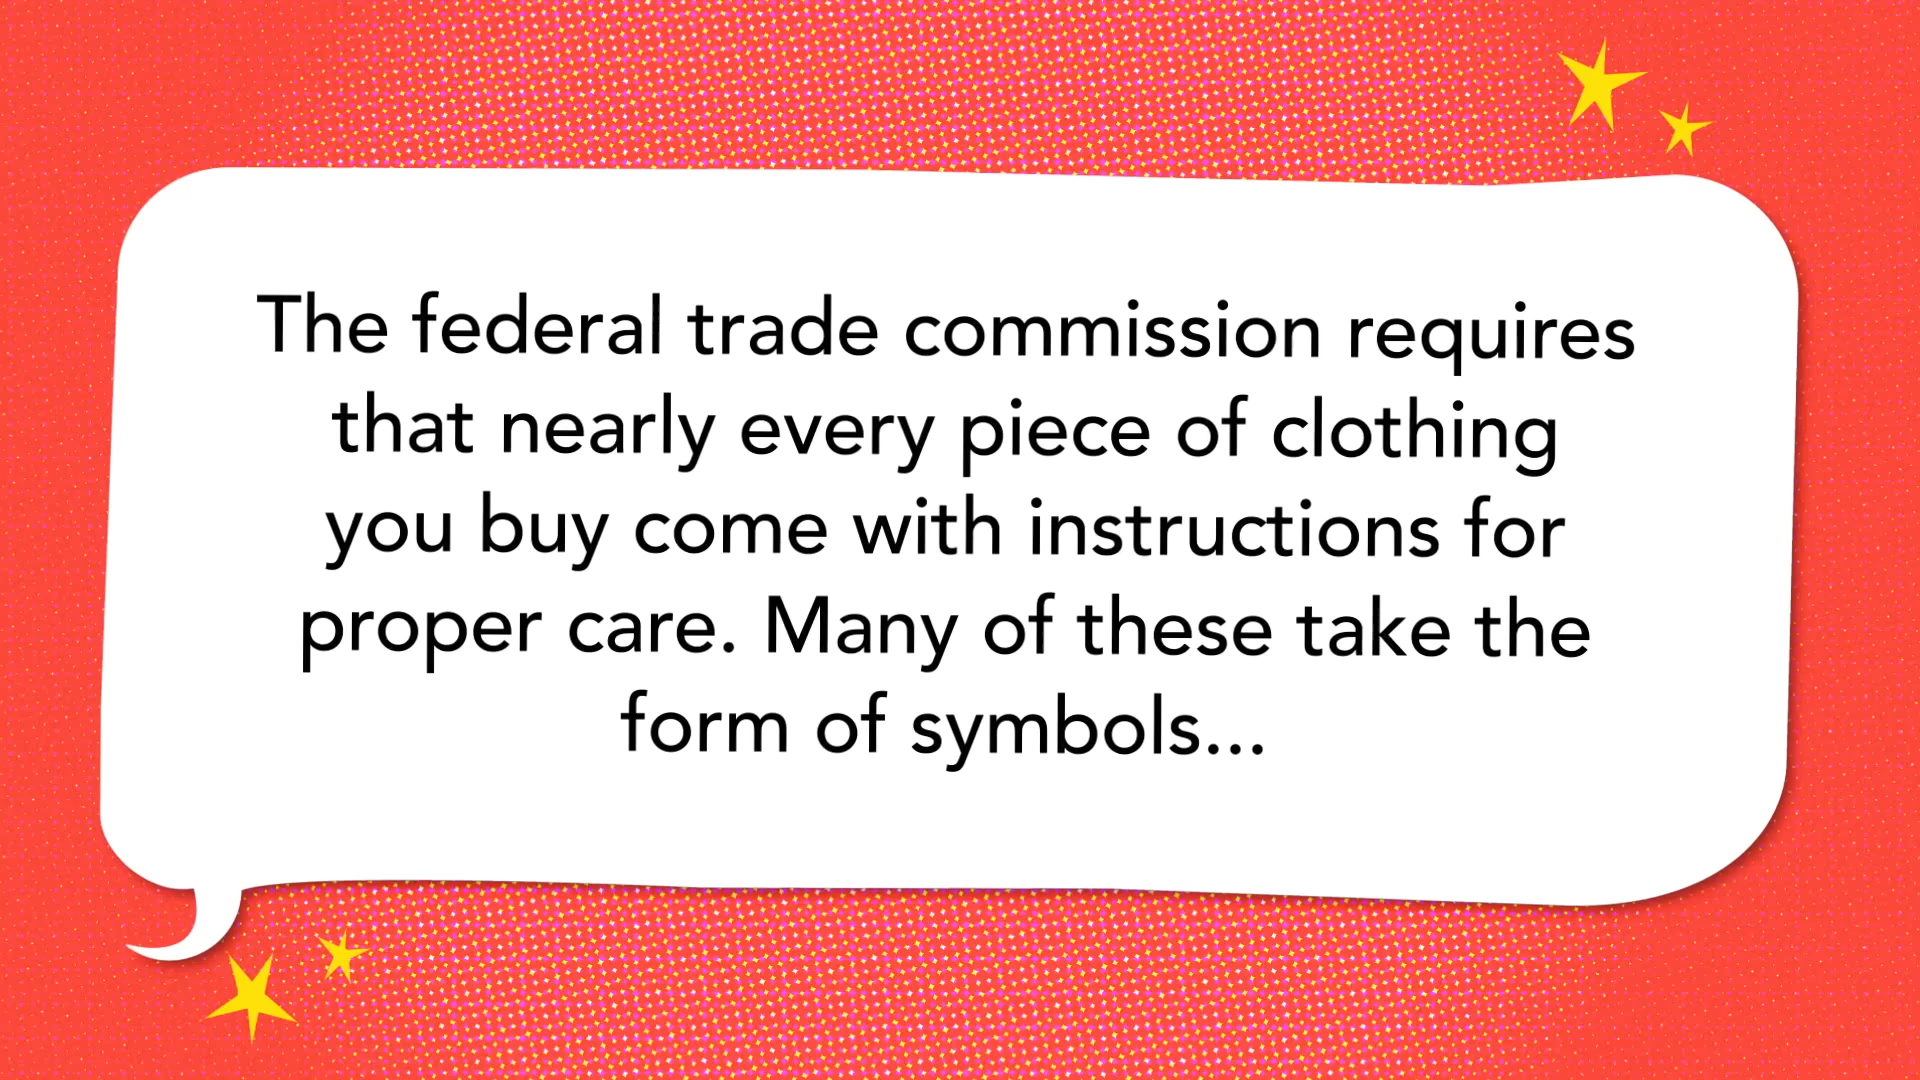 The federal trade commission requires
that nearly every piece of clothing
you buy come with instructions for
proper care. Many of these take the
form of symbols...